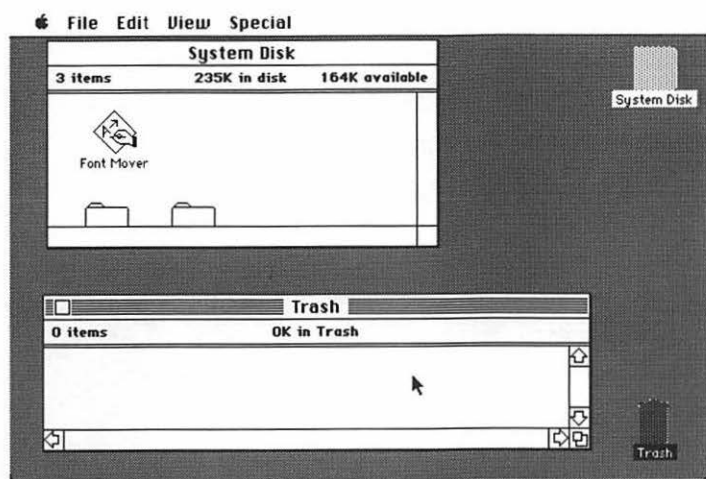 File Edit View Special
System Disk
3 items 235K in disk 164K available
Font Mover
System Disk
Trash
0 items 0K in Trash
Trash